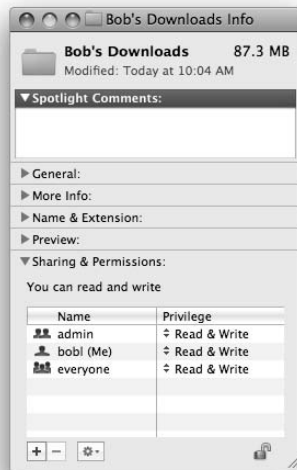 Bob's Downloads Info
Bob's Downloads 87.3 MB
Modified: Today at 10:04 AM
Spotlight Comments:
General:
More Info:
Name & Extension:
Preview:
Sharing & Permissions:
You can read and write
Name Privilege
admin Read & Write
bobl (Me) Read & Write
everyone Read & Write